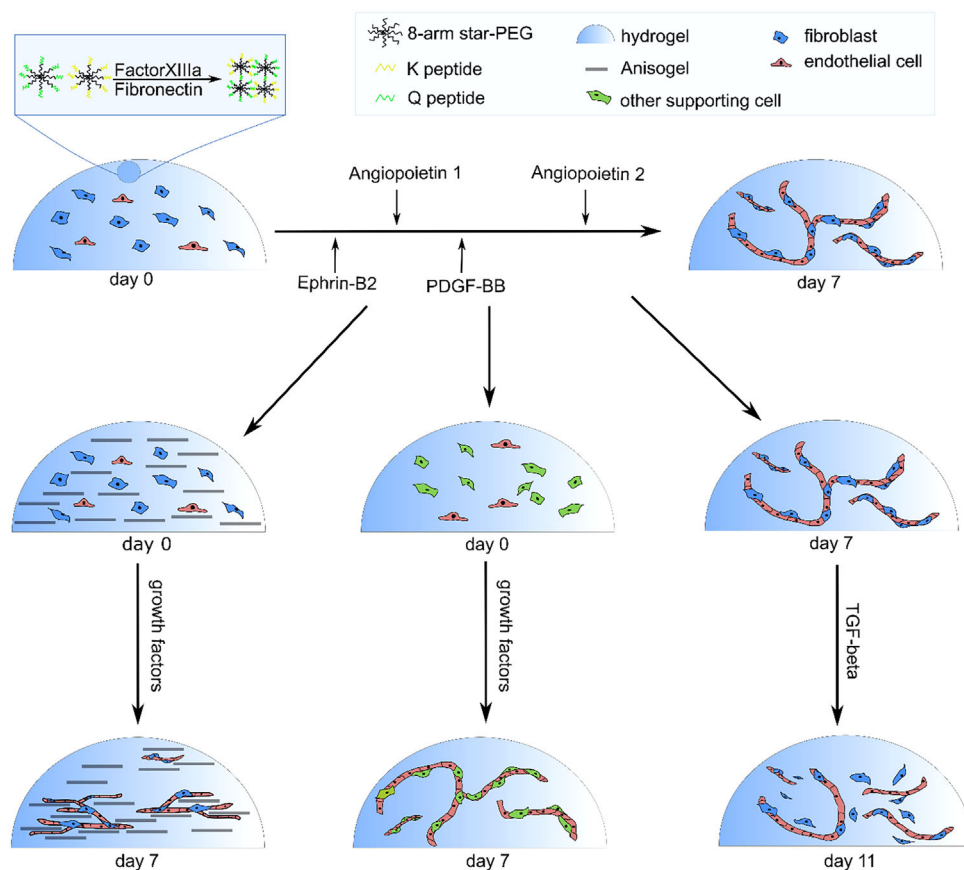 FactorXIIIa
Fibronectin
8-arm star-PEG
K peptide
Q peptide
hydrogel
Anisogel
other supporting cell
fibroblast
endothelial cell
Angiopoietin 1
Angiopoietin 2
Ephrin-B2
PDGF-BB
day 0
day 7
day 0
day 0
day 7
growth factors
growth factors
TGF-beta
day 7
day 7
day 11